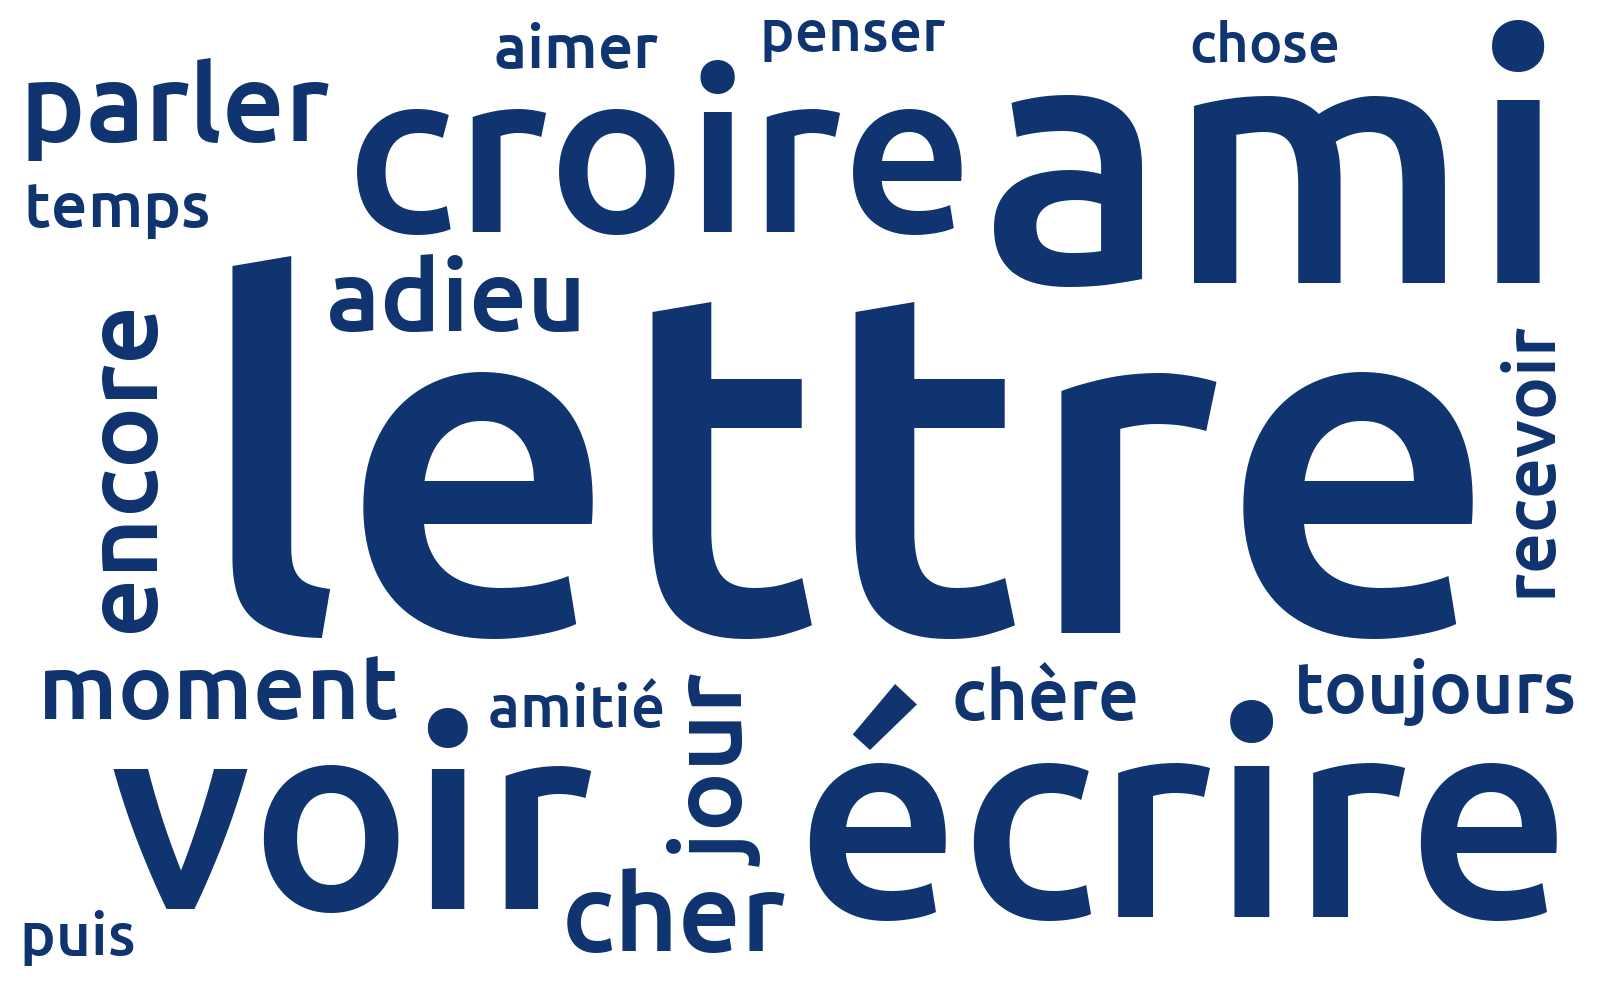 aimer
penser
chose
parler
croire
ami
temps
adieu
encore
lettre
recevoir
moment
amitié
jour
chère
toujours
voir
écrire
cher
puis